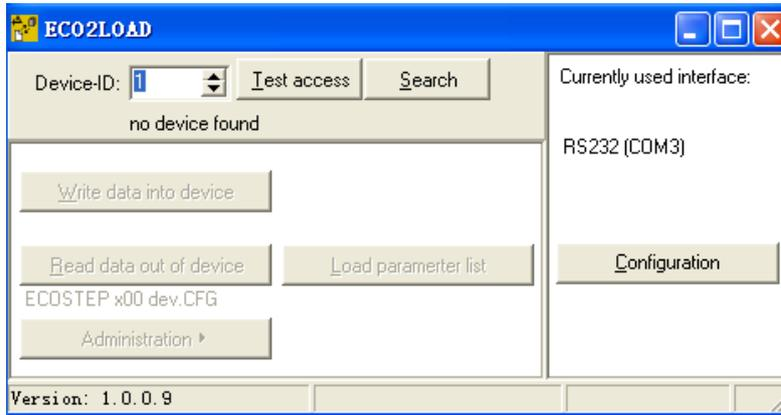 ECO2LOAD
Device-ID: 1 Test access Search
no device found
Currently used interface:
RS232 (COM3)
Write data into device
Read data out of device Load paramerter list
Configuration
ECOSTEP x00 dev.CFG
Administration
Version: 1.0.0.9